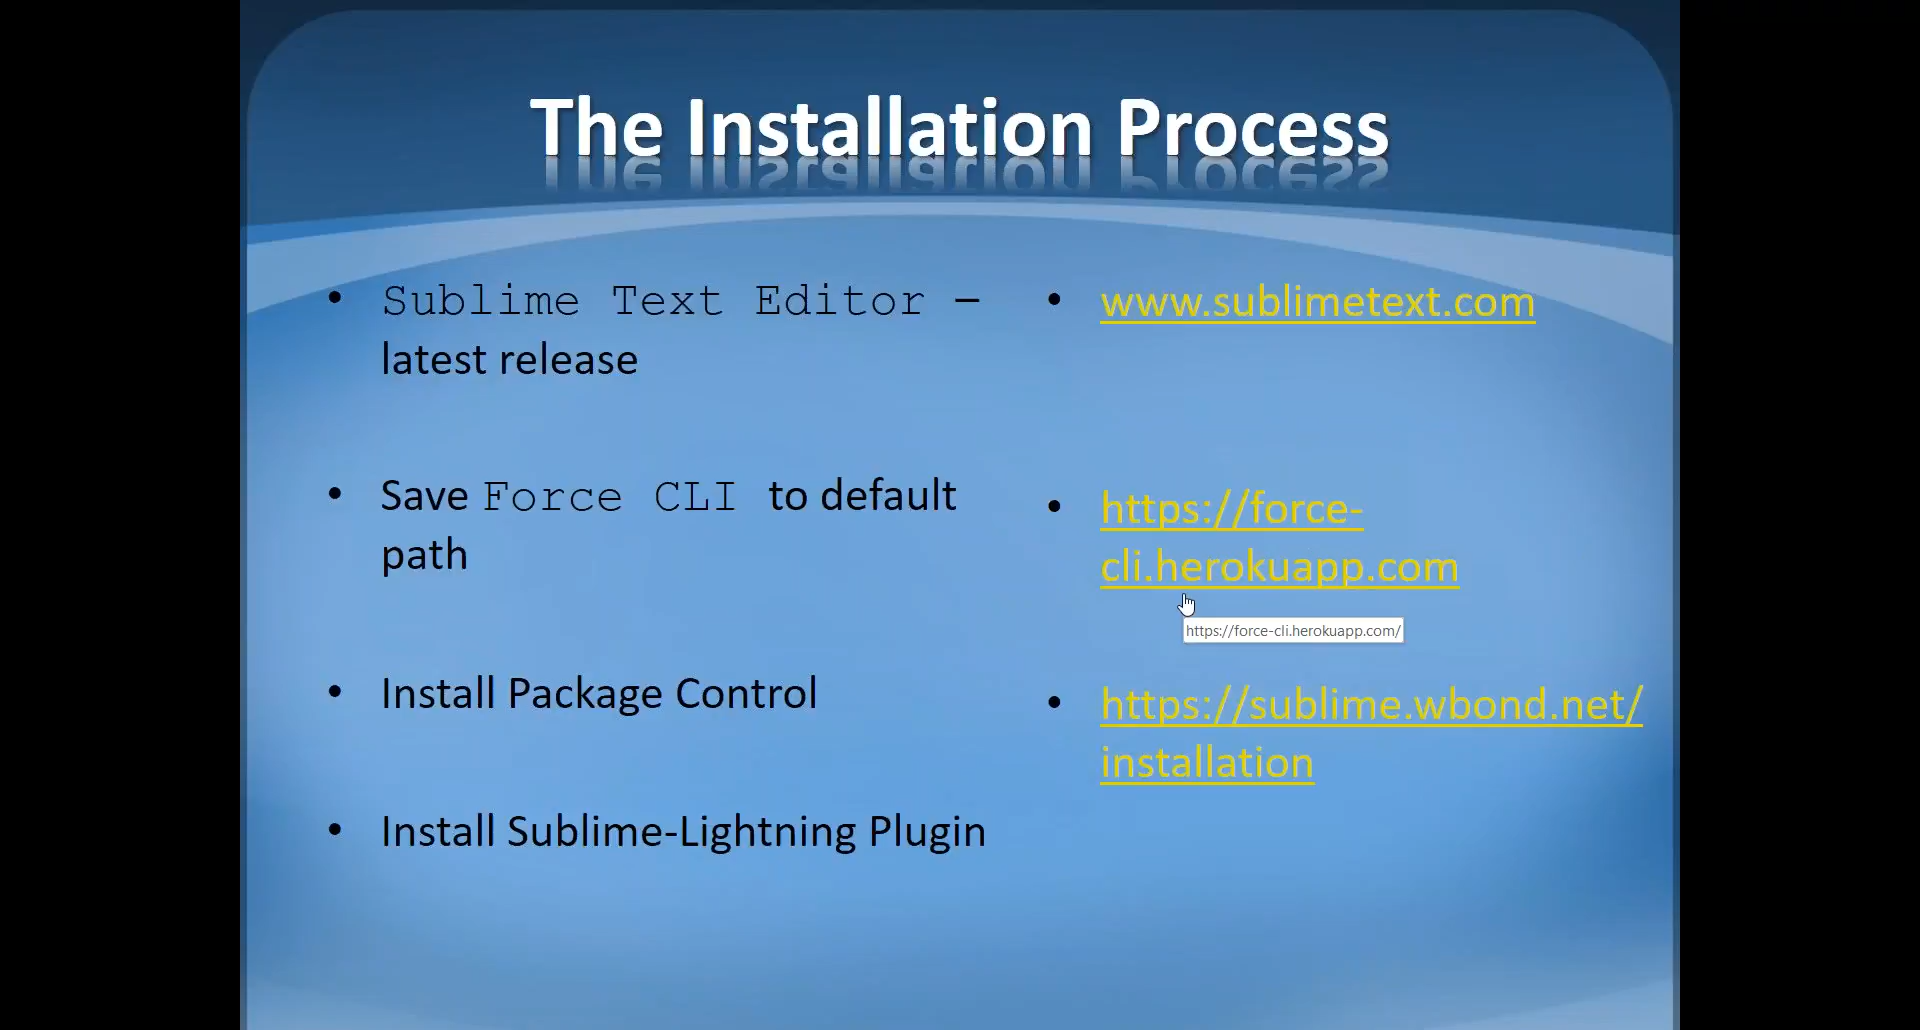 The Installation Process
• Sublime Text Editor –
latest release
• Save Force CLI to default
path
• Install Package Control
• Install Sublime-Lightning Plugin
• www.sublimetext.com
• https://force-
cli.herokuapp.com
https://force-cli.herokuapp.com/
• https://sublime.wbond.net/
installation